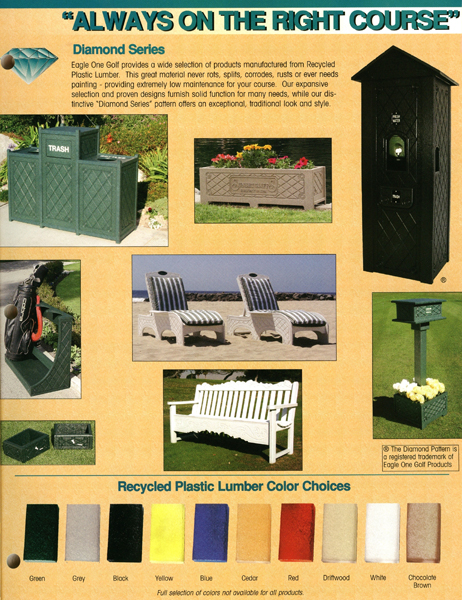 "ALWAYS ON THE RIGHT COURSE"
Diamond Series
Eagle One Golf provides a wide selection of products manufactured from Recycled
Plastic Lumber. This great material never rots, splits, corrodes, rusts or ever needs
painting - providing extremely low maintenance for your course. Our expansive
selection and proven designs furnish solid function for many needs, while our dis-
tinctive "Diamond Series" pattern offers an exceptional, traditional look and style.
TRASH
®
® The Diamond Pattern is
a registered trademark of
Eagle One Golf Products
Recycled Plastic Lumber Color Choices
Green Grey Black Yellow Blue Cedar Red Driftwood White Chocolate
Brown
Full selection of colors not available for all products.